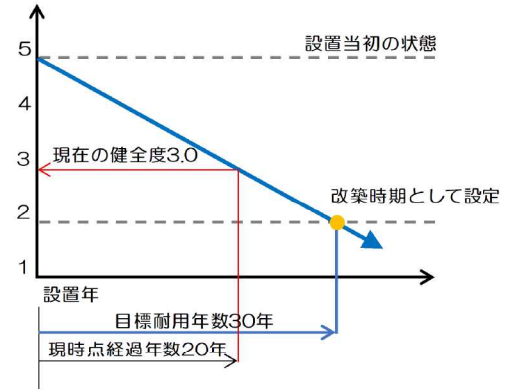 5
設置当初の状態
4
3
現在の健全度3.0
改築時期として設定
2
1
設置年
目標耐用年数30年
現時点経過年数20年